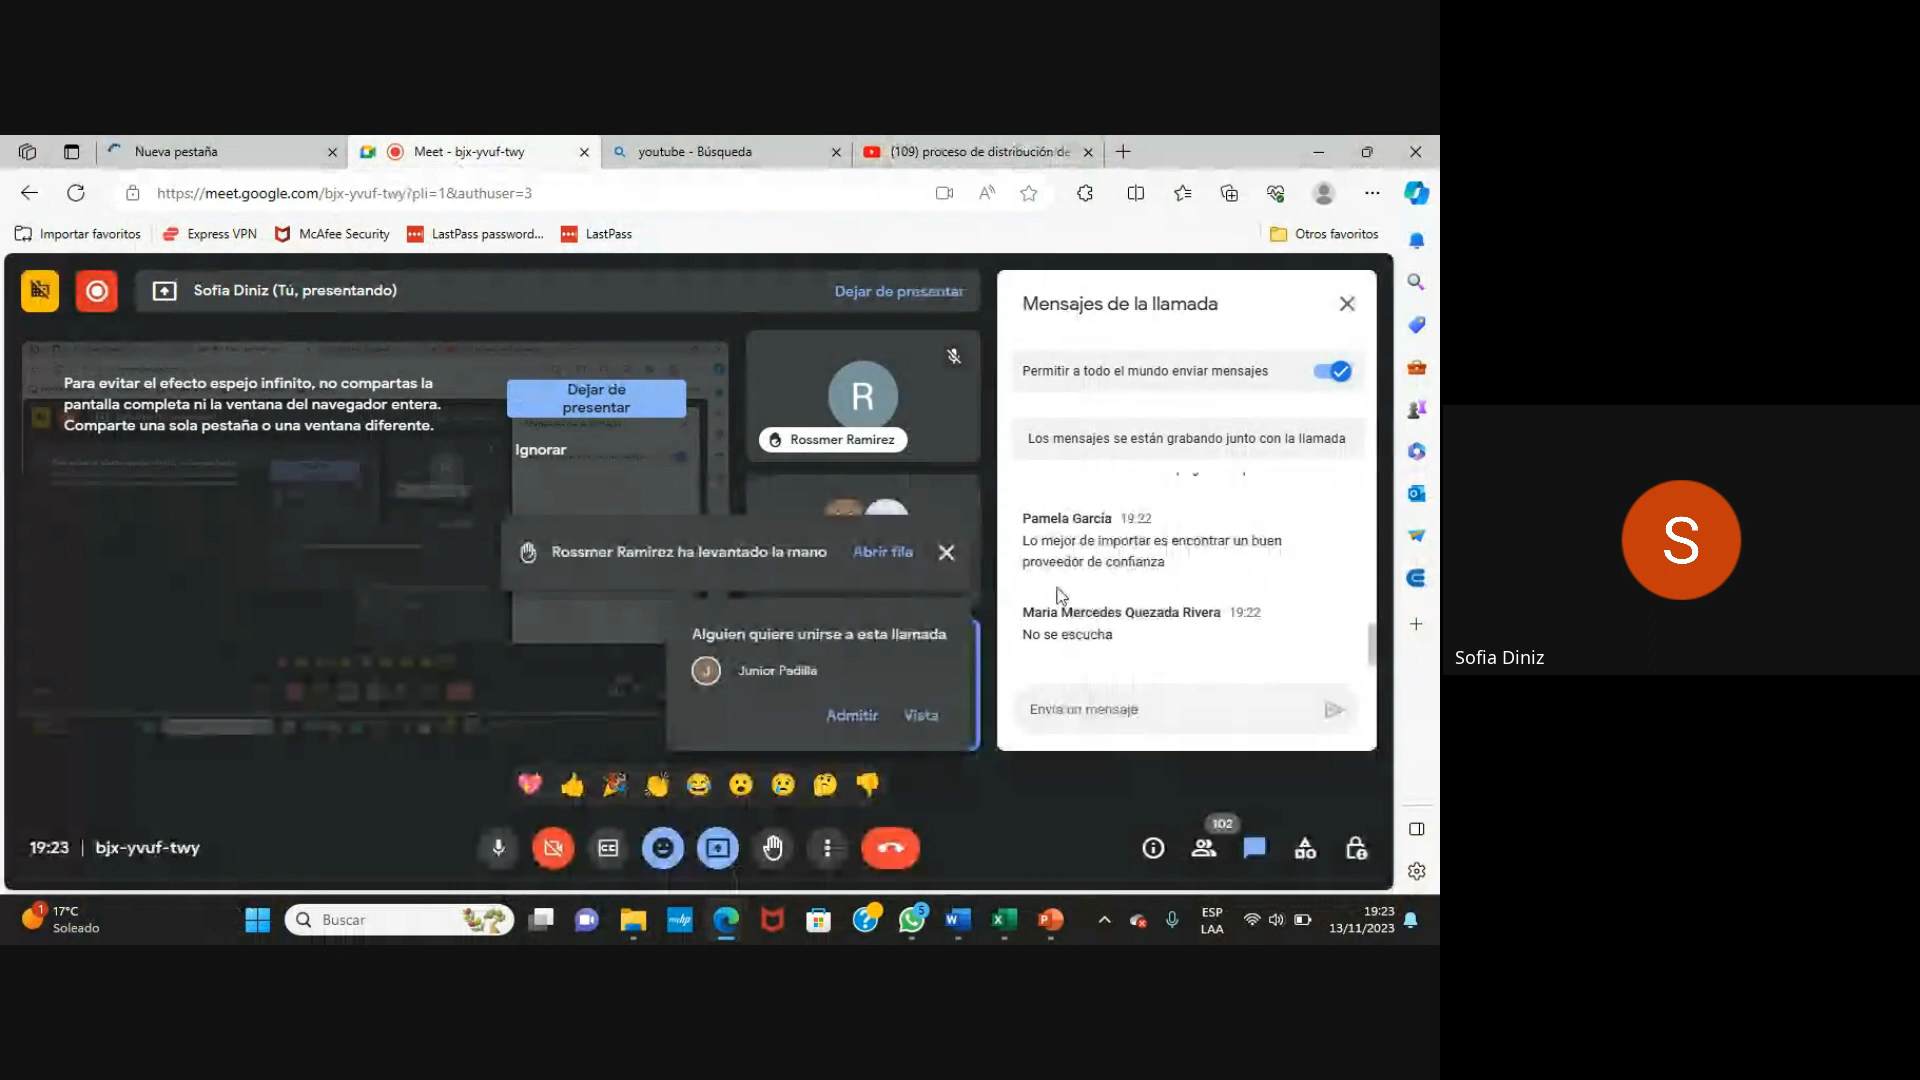 Nueva pestaña
Meet - bjx-yvuf-twy
youtube - Búsqueda
(109) proceso de distribución de
https://meet.google.com/bjx-yvuf-twy?pli=1&authuser=3
Importar favoritos
Express VPN
McAfee Security
LastPass password...
LastPass
Otros favoritos
Sofia Diniz (Tú, presentando)
Dejar de presentar
Mensajes de la llamada
Para evitar el efecto espejo infinito, no compartas la
pantalla completa ni la ventana del navegador entera.
Comparte una sola pestaña o una ventana diferente.
Dejar de
presentar
Ignorar
R
Rossmer Ramirez
Permitir a todo el mundo enviar mensajes
Los mensajes se están grabando junto con la llamada
Pamela García 19:22
Lo mejor de importar es encontrar un buen
proveedor de confianza
Maria Mercedes Quezada Rivera 19:22
No se escucha
Envía un mensaje
Rossmer Ramirez ha levantado la mano
Abrir fila
Alguien quiere unirse a esta llamada
J
Junior Padilla
Admitir
Vista
19:23 | bjx-yvuf-twy
CC
102
1
17°C
Soleado
Buscar
5
ESP
LAA
19:23
13/11/2023
S
Sofia Diniz